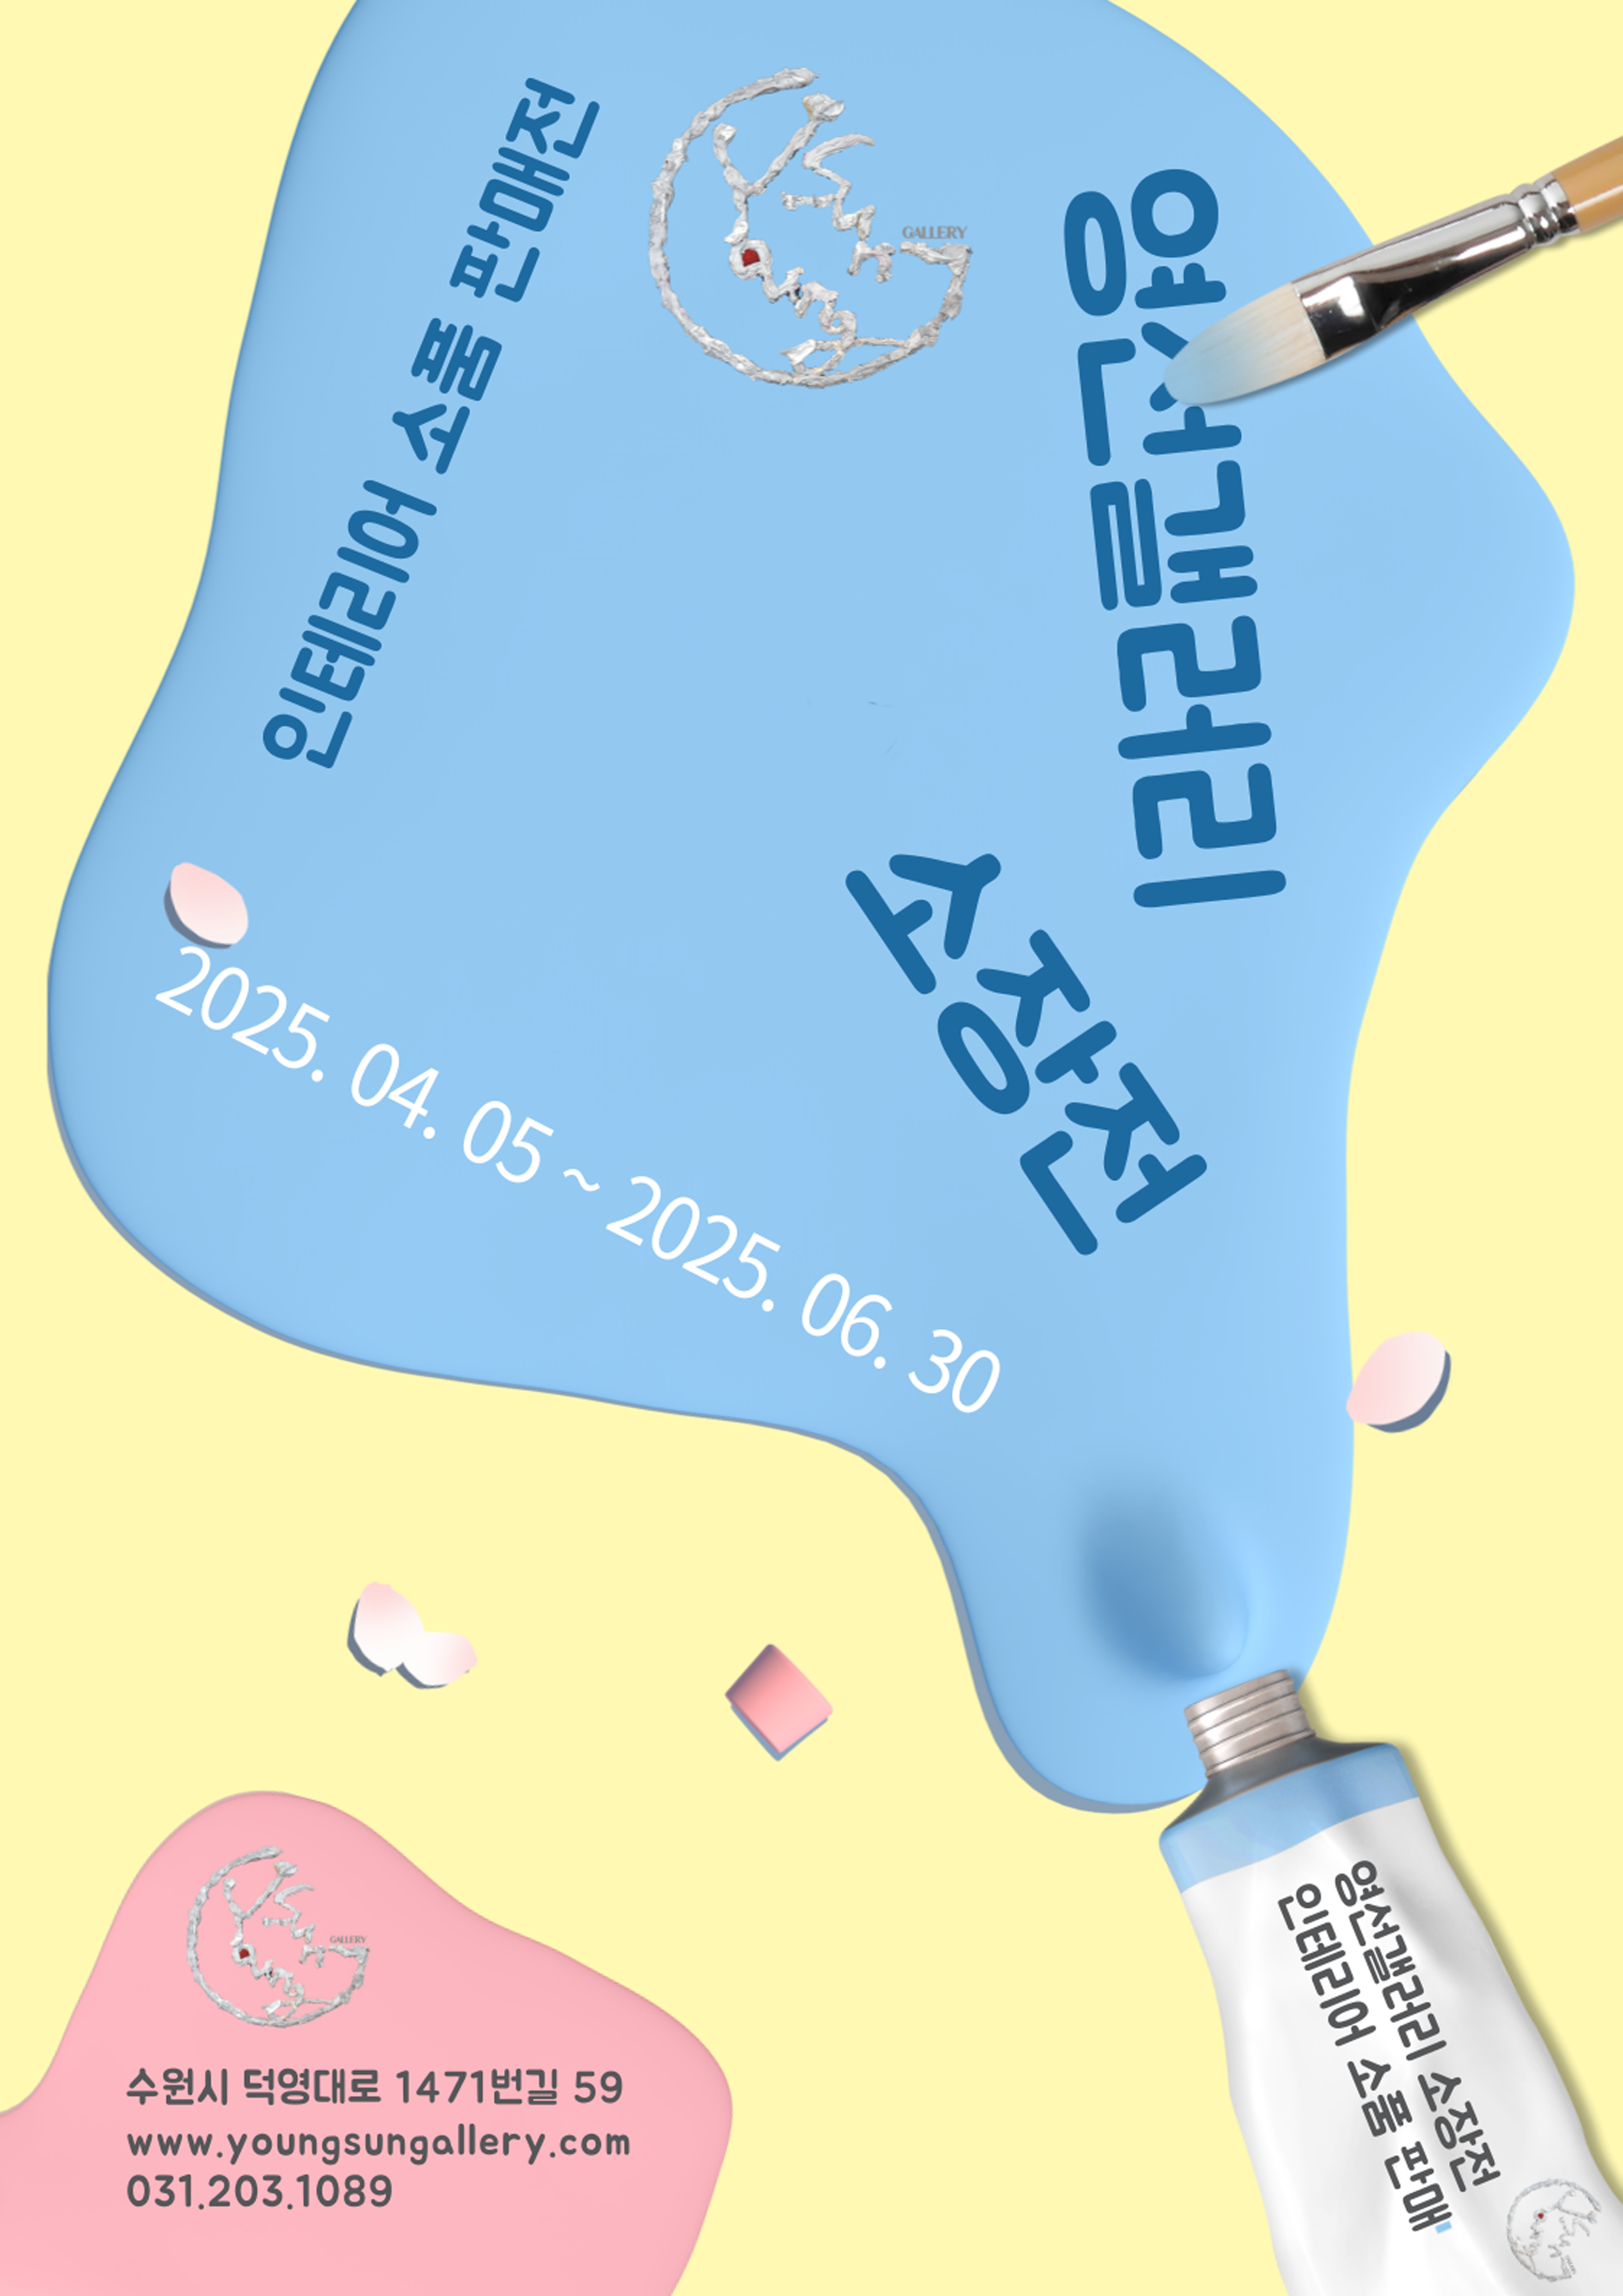 인테리어 소품 판매전
GALLERY
영선갤러리
소장전
2025. 04. 05 ~ 2025. 06. 30
GALLERY
수원시 덕영대로 1471번길 59
www.youngsungallery.com
031.203.1089
영선갤러리 소장전
인테리어 소품 판매